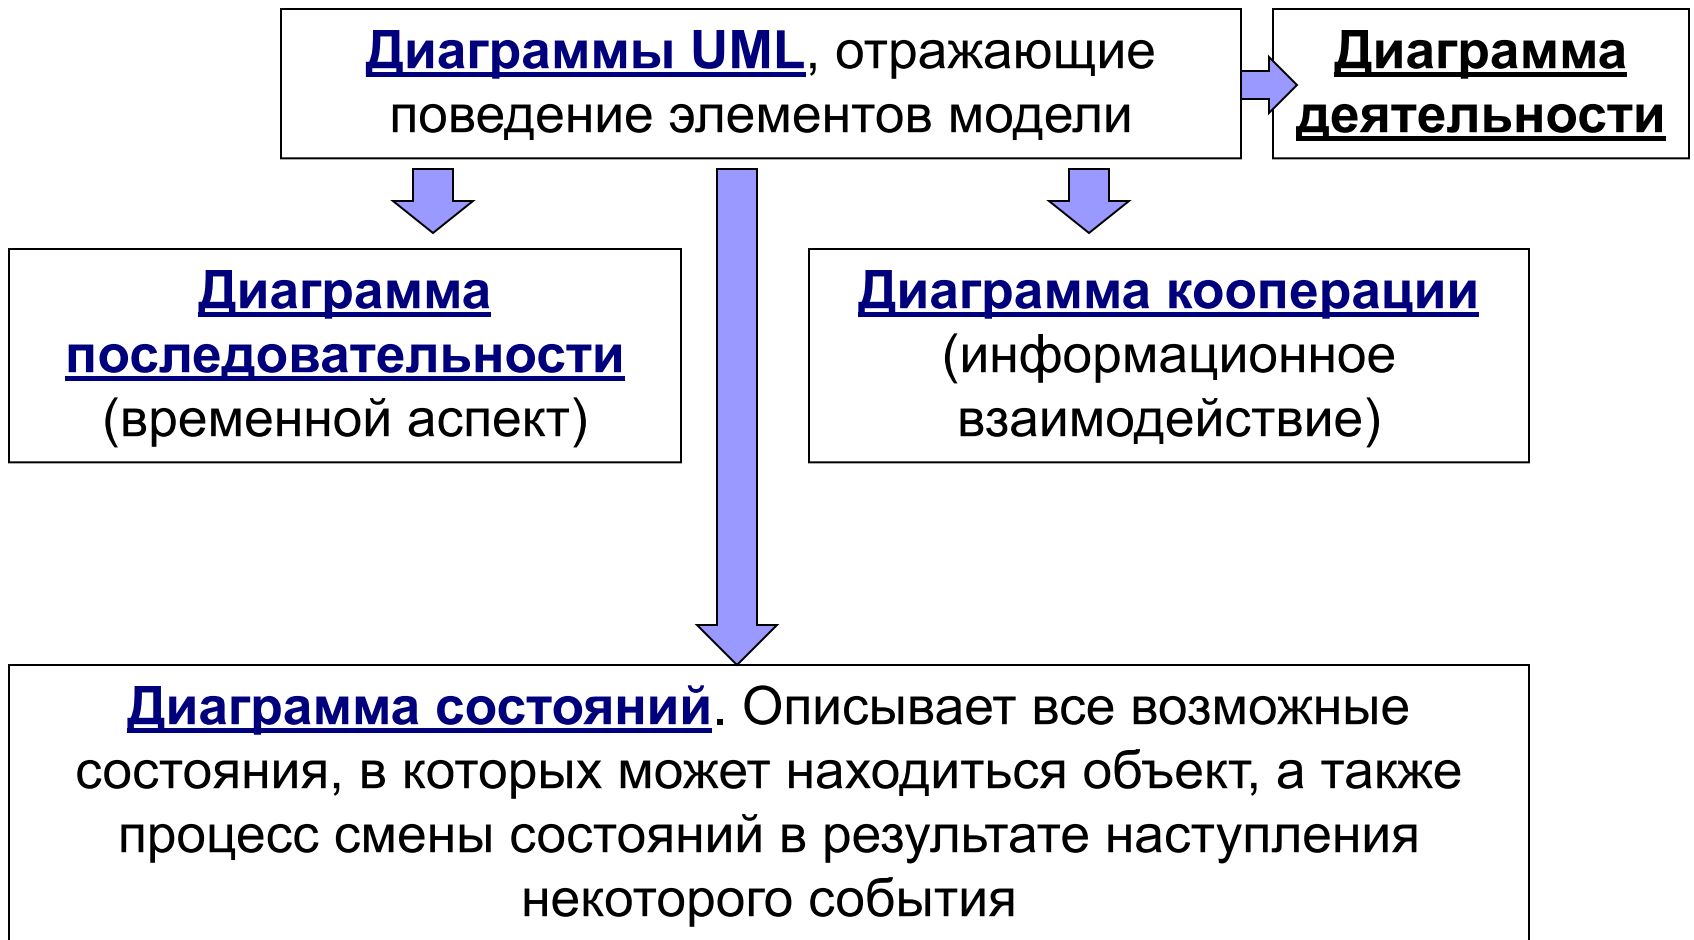 Диаграммы UML, отражающие
поведение элементов модели
Диаграмма
деятельности
Диаграмма
последовательности
(временной аспект)
Диаграмма кооперации
(информационное
взаимодействие)
Диаграмма состояний. Описывает все возможные
состояния, в которых может находиться объект, а также
процесс смены состояний в результате наступления
некоторого события